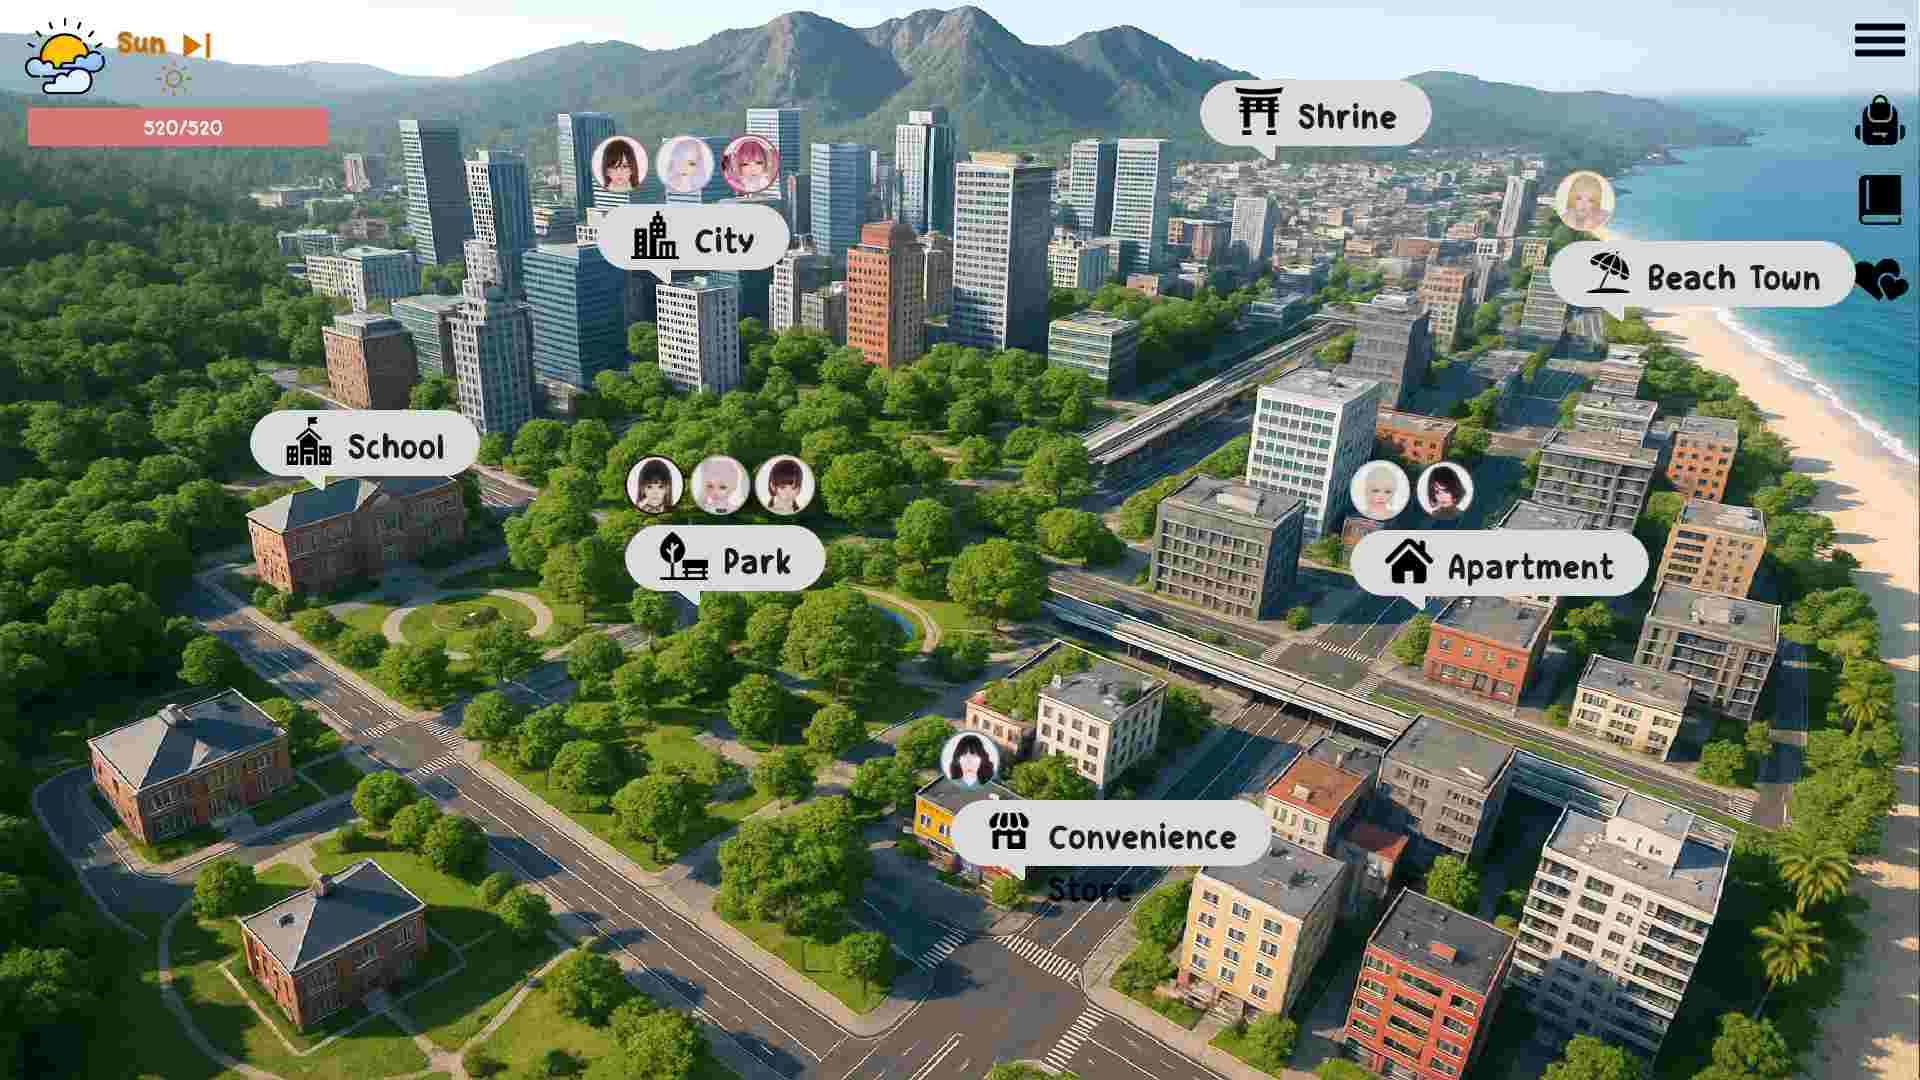 Sun
520/520
Shrine
City
Beach Town
School
Park
Apartment
Convenience
Store